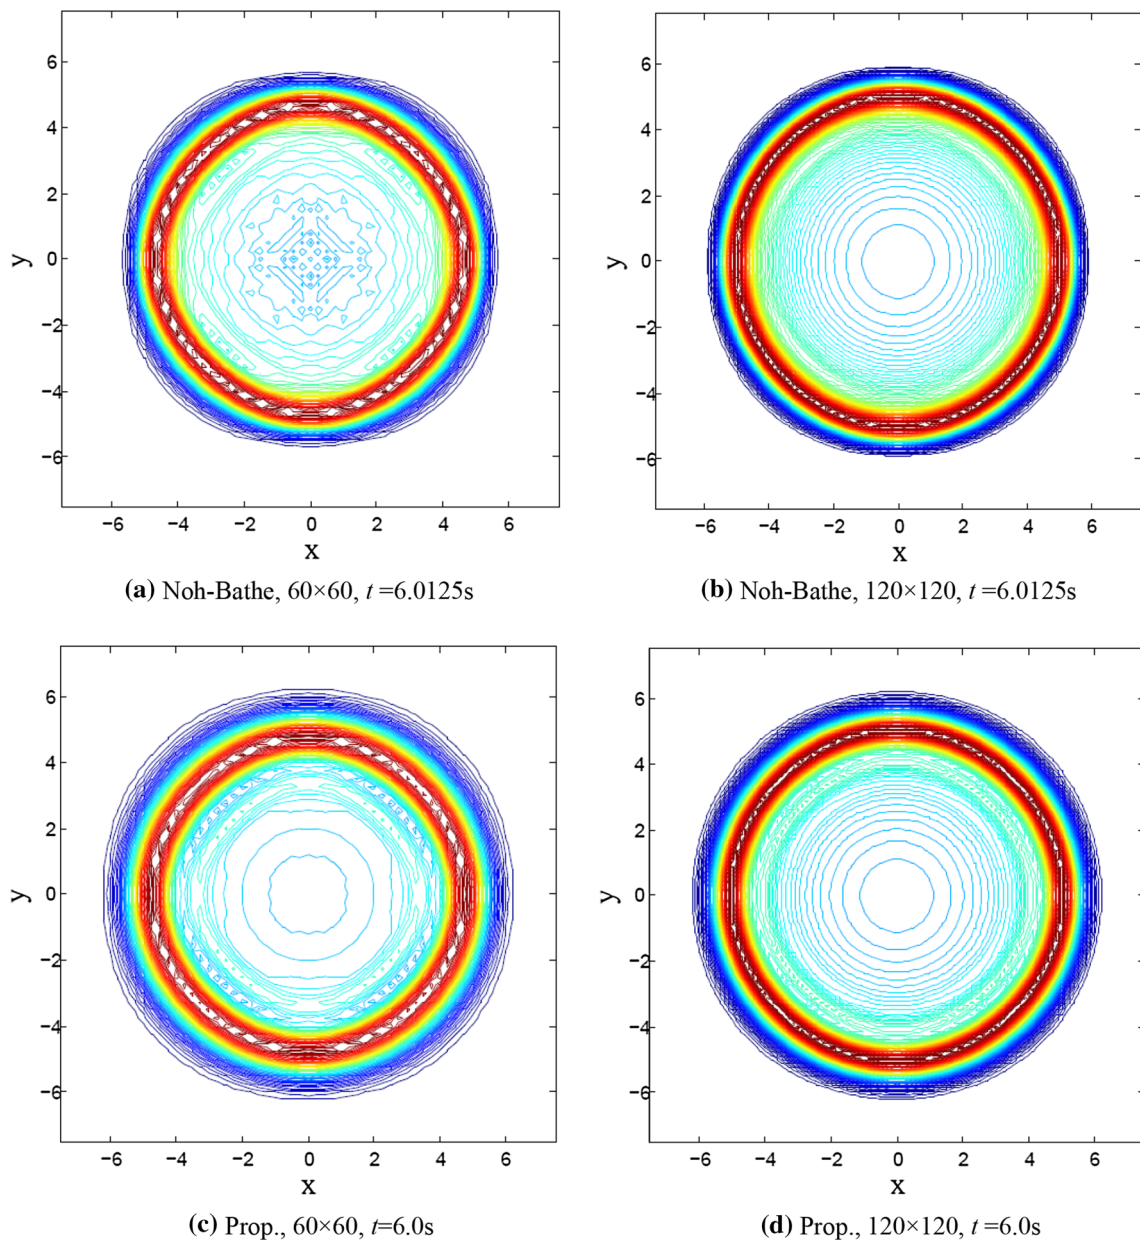 6
4
2
0
−2
−4
−6
y
−6 −4 −2 0 2 4 6
x
(a) Noh-Bathe, 60×60, t =6.0125s
6
4
2
0
−2
−4
−6
y
−6 −4 −2 0 2 4 6
x
(b) Noh-Bathe, 120×120, t =6.0125s
6
4
2
0
−2
−4
−6
y
−6 −4 −2 0 2 4 6
x
(c) Prop., 60×60, t=6.0s
6
4
2
0
−2
−4
−6
y
−6 −4 −2 0 2 4 6
x
(d) Prop., 120×120, t =6.0s